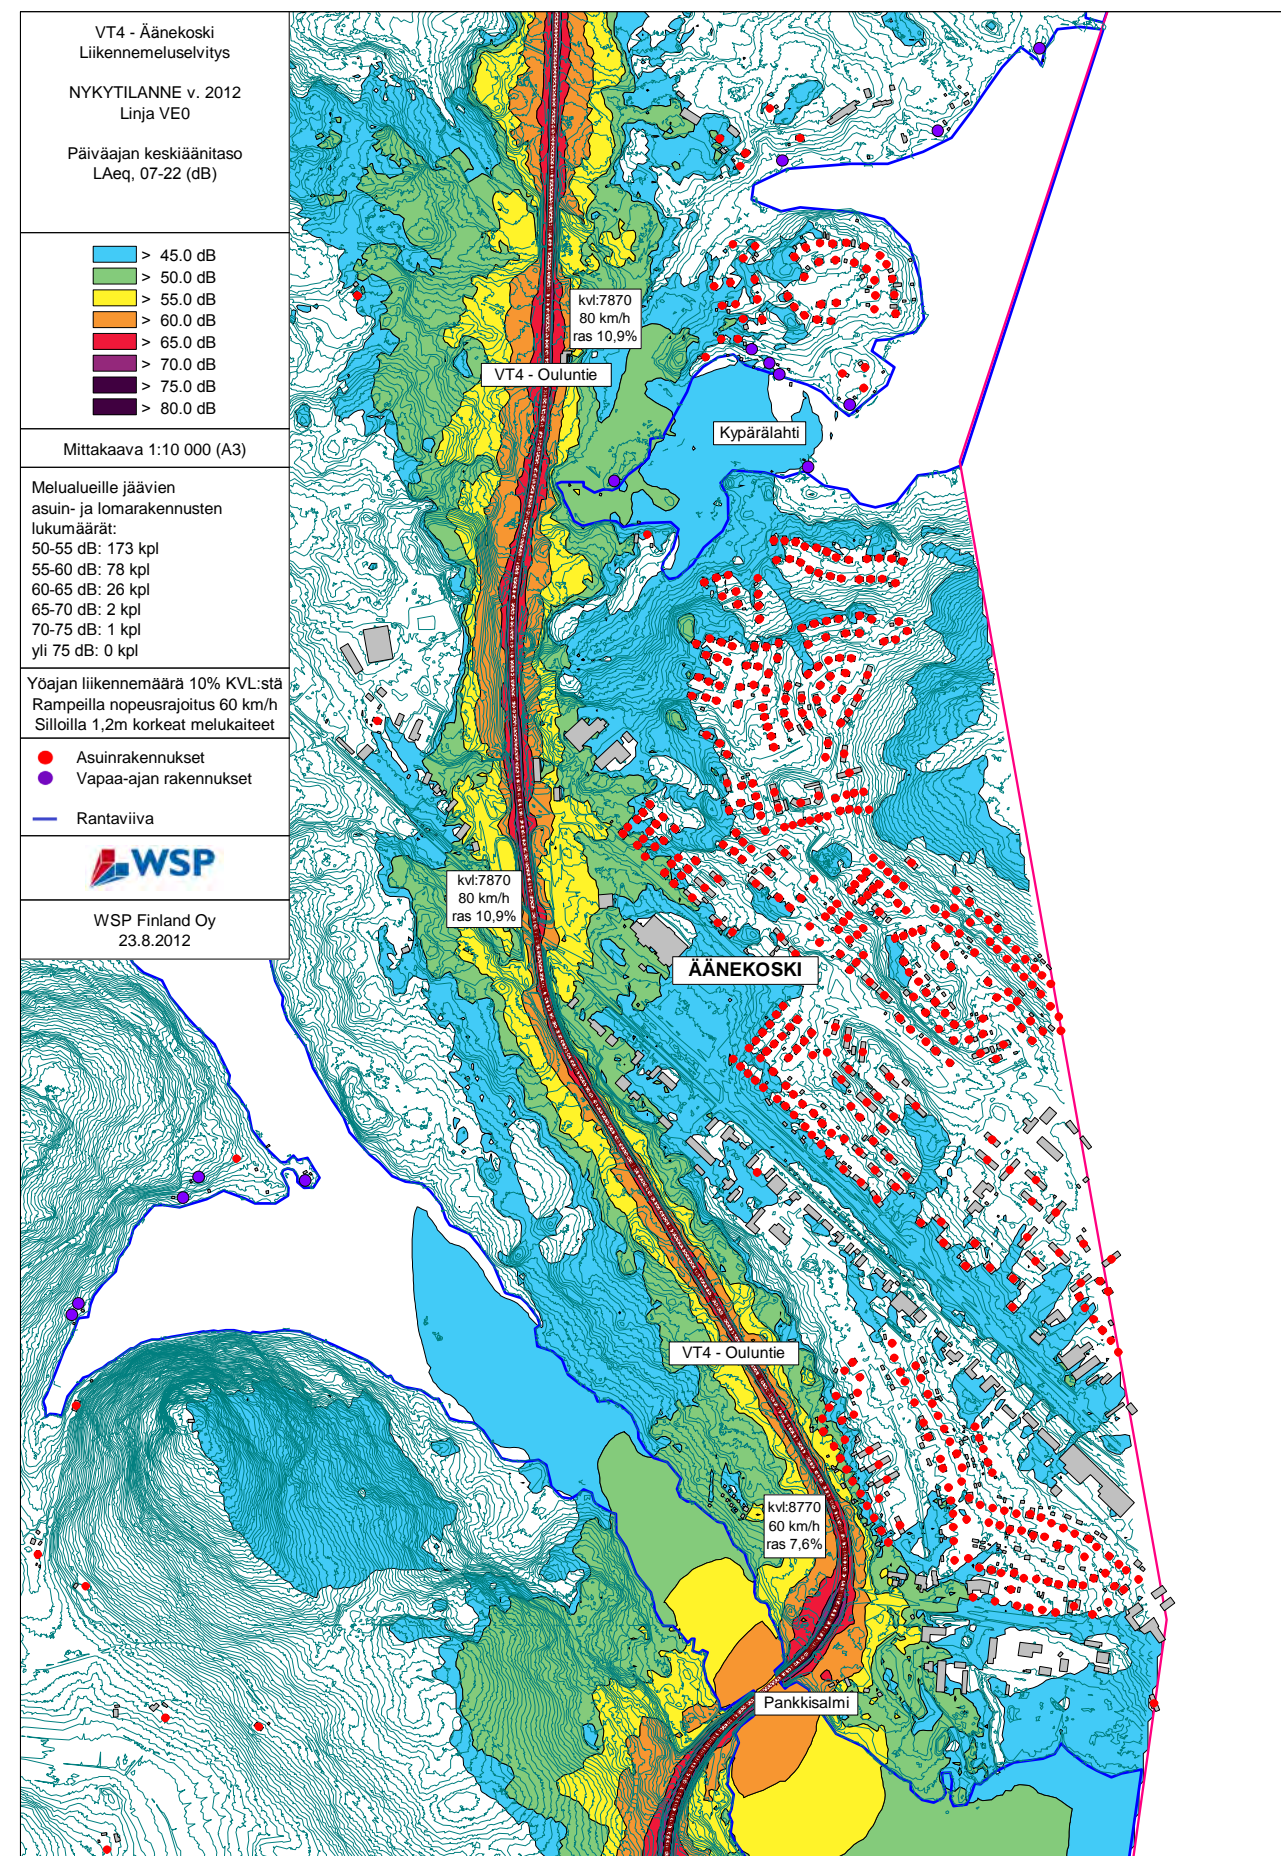 VT4 - Äänekoski
Liikennemeluselvitys
NYKYTILANNE v. 2012
Linja VE0
Päiväajan keskiäänitaso
LAeq, 07-22 (dB)
> 45.0 dB
> 50.0 dB
> 55.0 dB
> 60.0 dB
> 65.0 dB
> 70.0 dB
> 75.0 dB
> 80.0 dB
Mittakaava 1:10 000 (A3)
Melualueille jäävien
asuin- ja lomarakennusten
lukumäärät:
50-55 dB: 173 kpl
55-60 dB: 78 kpl
60-65 dB: 26 kpl
65-70 dB: 2 kpl
70-75 dB: 1 kpl
yli 75 dB: 0 kpl
Yöajan liikennemäärä 10% KVL:stä
Rampeilla nopeusrajoitus 60 km/h
Silloilla 1,2m korkeat melukaiteet
Asuinrakennukset
Vapaa-ajan rakennukset
Rantaviiva
WSP
WSP Finland Oy
23.8.2012
kvl:7870
80 km/h
ras 10,9%
VT4 - Ouluntie
Kypärälahti
kvl:7870
80 km/h
ras 10,9%
ÄÄNEKOSKI
VT4 - Ouluntie
kvl:8770
60 km/h
ras 7,6%
Pankkisalmi